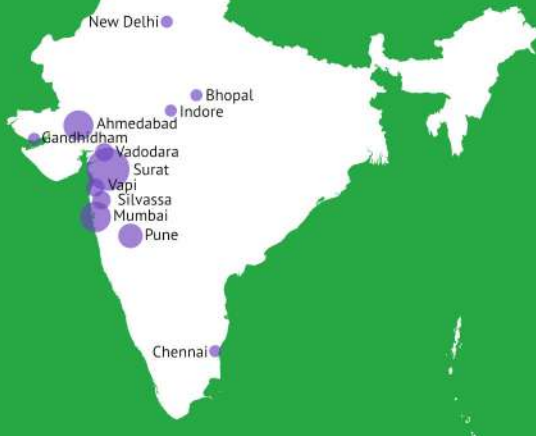 New Delhi
Bhopal
Indore
Ahmedabad
Gandhidham
Vadodara
Surat
Vapi
Silvassa
Mumbai
Pune
Chennai